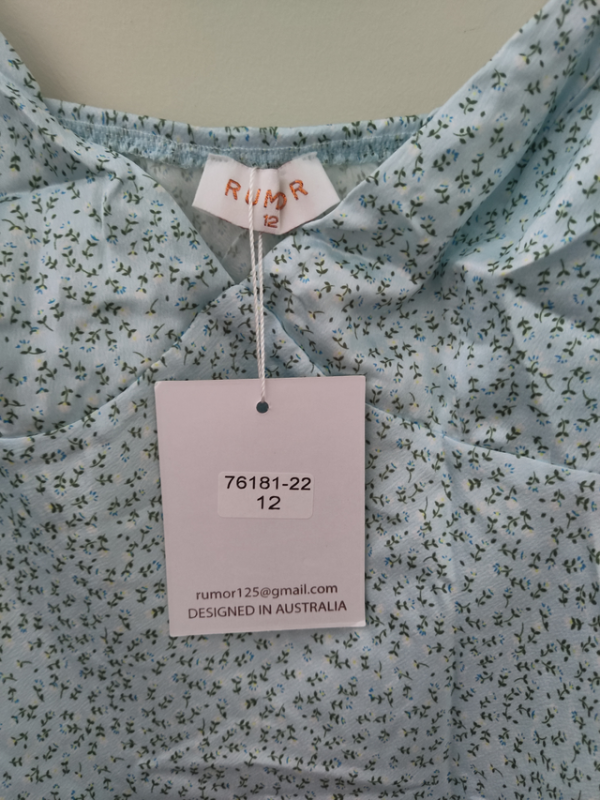 RUMOR
12
76181-22
12
rumor125@gmail.com
DESIGNED IN AUSTRALIA